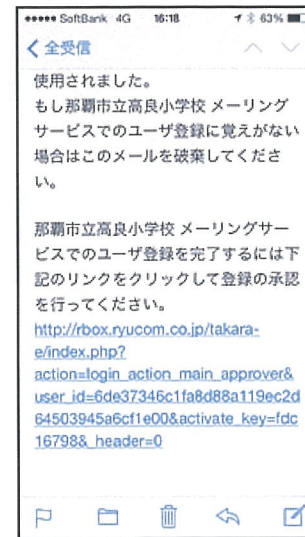 ●●●●● SoftBank 4G 16:18 63%
全受信
使用されました。
もし那覇市立高良小学校 メーリング
サービスでのユーザ登録に覚えがない
場合はこのメールを破棄してくださ
い。
那覇市立高良小学校 メーリングサー
ビスでのユーザ登録を完了するには下
記のリンクをクリックして登録の承認
を行ってください。
http://rbox.ryucom.co.jp/takara-
e/index.php?
action=login_action_main_approver&
user_id=6de37346c1fa8d88a119ec2d
64503945a6cf1e00&activate_key=fdc
16798&_header=0